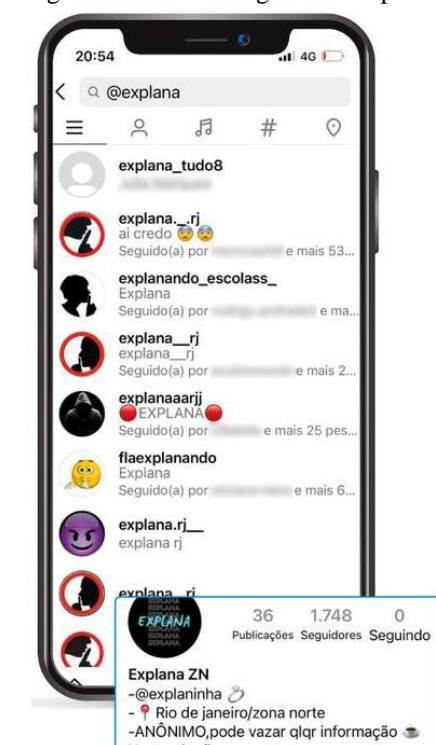 20:54
4G
@explana
#
explana_tudo8
explana._.rj
ai credo 😨😨
Seguido(a) por e mais 53...
explanando_escolass_
Explana
Seguido(a) por e ma...
explana__rj
explana__rj
Seguido(a) por e mais 2...
explanaaarjj
🔴EXPLANA🔴
Seguido(a) por e mais 25 pes...
flaexplanando
Explana
Seguido(a) por e mais 6...
explana.rj__
explana rj
EXPLANA
36 1.748 0
Publicações Seguidores Seguindo
Explana ZN
-@explaninha 💍
-📍Rio de janeiro/zona norte
-ANÔNIMO,pode vazar qlqr informação ☕